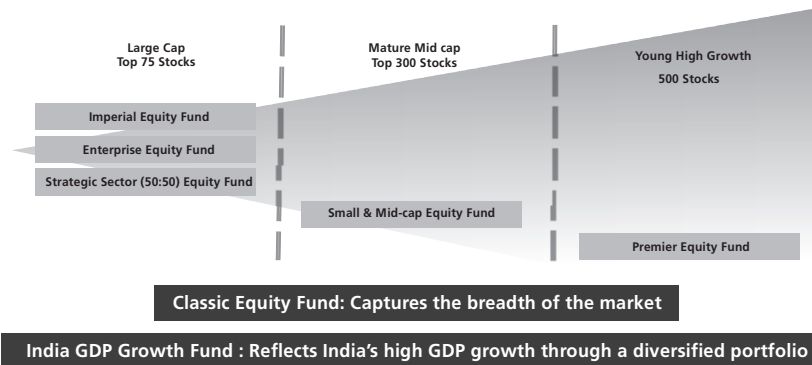 Large Cap
Top 75 Stocks
Mature Mid cap
Top 300 Stocks
Young High Growth
500 Stocks
Imperial Equity Fund
Enterprise Equity Fund
Strategic Sector (50:50) Equity Fund
Small & Mid-cap Equity Fund
Premier Equity Fund
Classic Equity Fund: Captures the breadth of the market
India GDP Growth Fund : Reflects India’s high GDP growth through a diversified portfolio